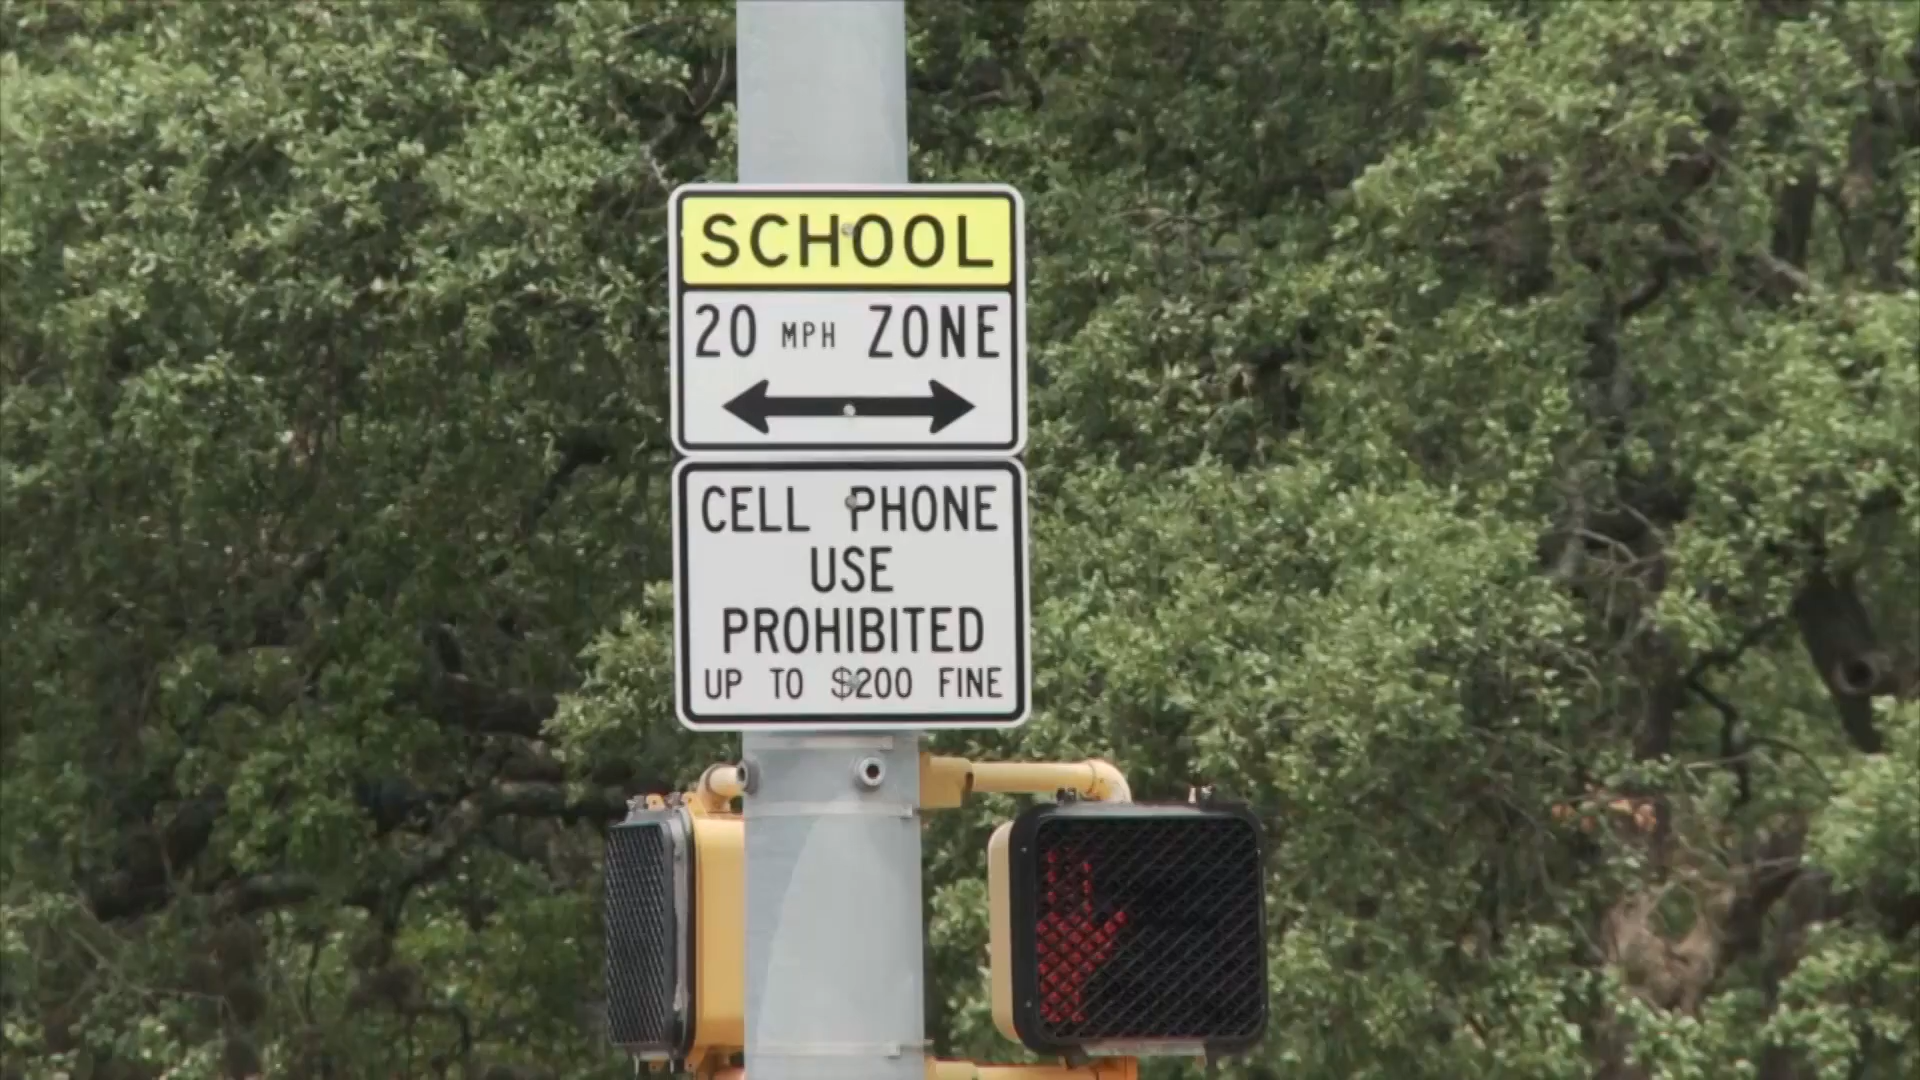 SCHOOL
20 MPH ZONE
CELL PHONE
USE
PROHIBITED
UP TO $200 FINE